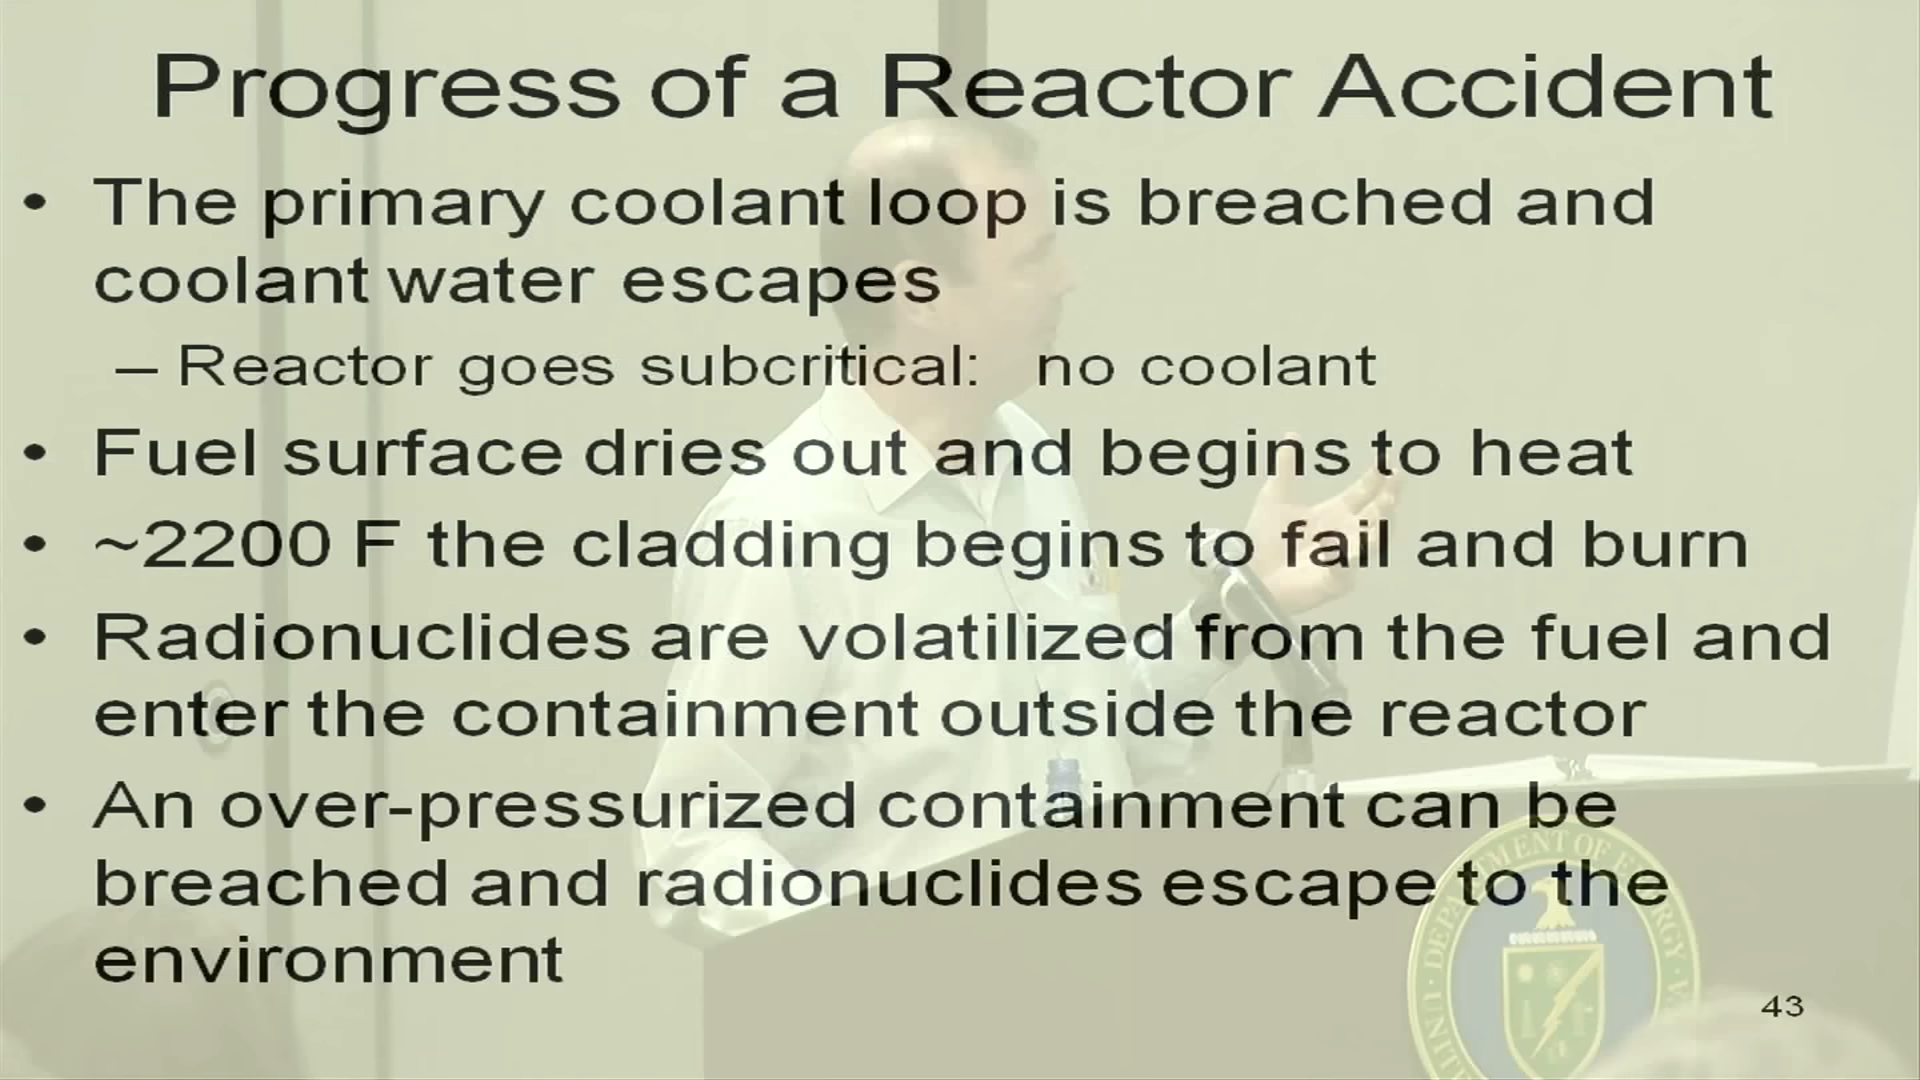 Progress of a Reactor Accident
• The primary coolant loop is breached and
coolant water escapes
– Reactor goes subcritical: no coolant
• Fuel surface dries out and begins to heat
• ~2200 F the cladding begins to fail and burn
• Radionuclides are volatilized from the fuel and
enter the containment outside the reactor
• An over-pressurized containment can be
breached and radionuclides escape to the
environment
DEPARTMENT OF ENERGY
43